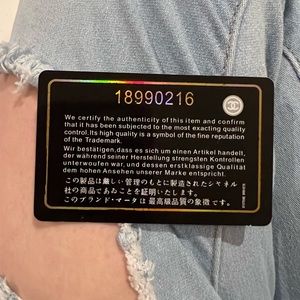 18990216
We certify the authenticity of this item and confirm
that it has been subjected to the most exacting quality
control.Its high quality is a symbol of the fine reputation
of the Trademark.
Wir bestätigen,dass es sich um einen Artikel handelt,
der während seiner Herstellung strengsten Kontrollen
unterworfen war, und dessen erstklassige Qualität
dem hohen Ansehen unserer Marke entspricht.
この製品は厳しい管理のもとに製造されたシャネル
社の商品であることを証明いたします。
このブランド・マークは最高級品質の象徴です。